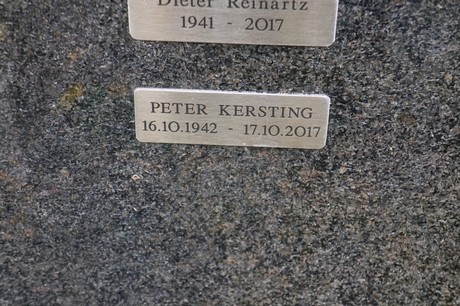 Dieter Reinartz
1941 - 2017
PETER KERSTING
16.10.1942 - 17.10.2017